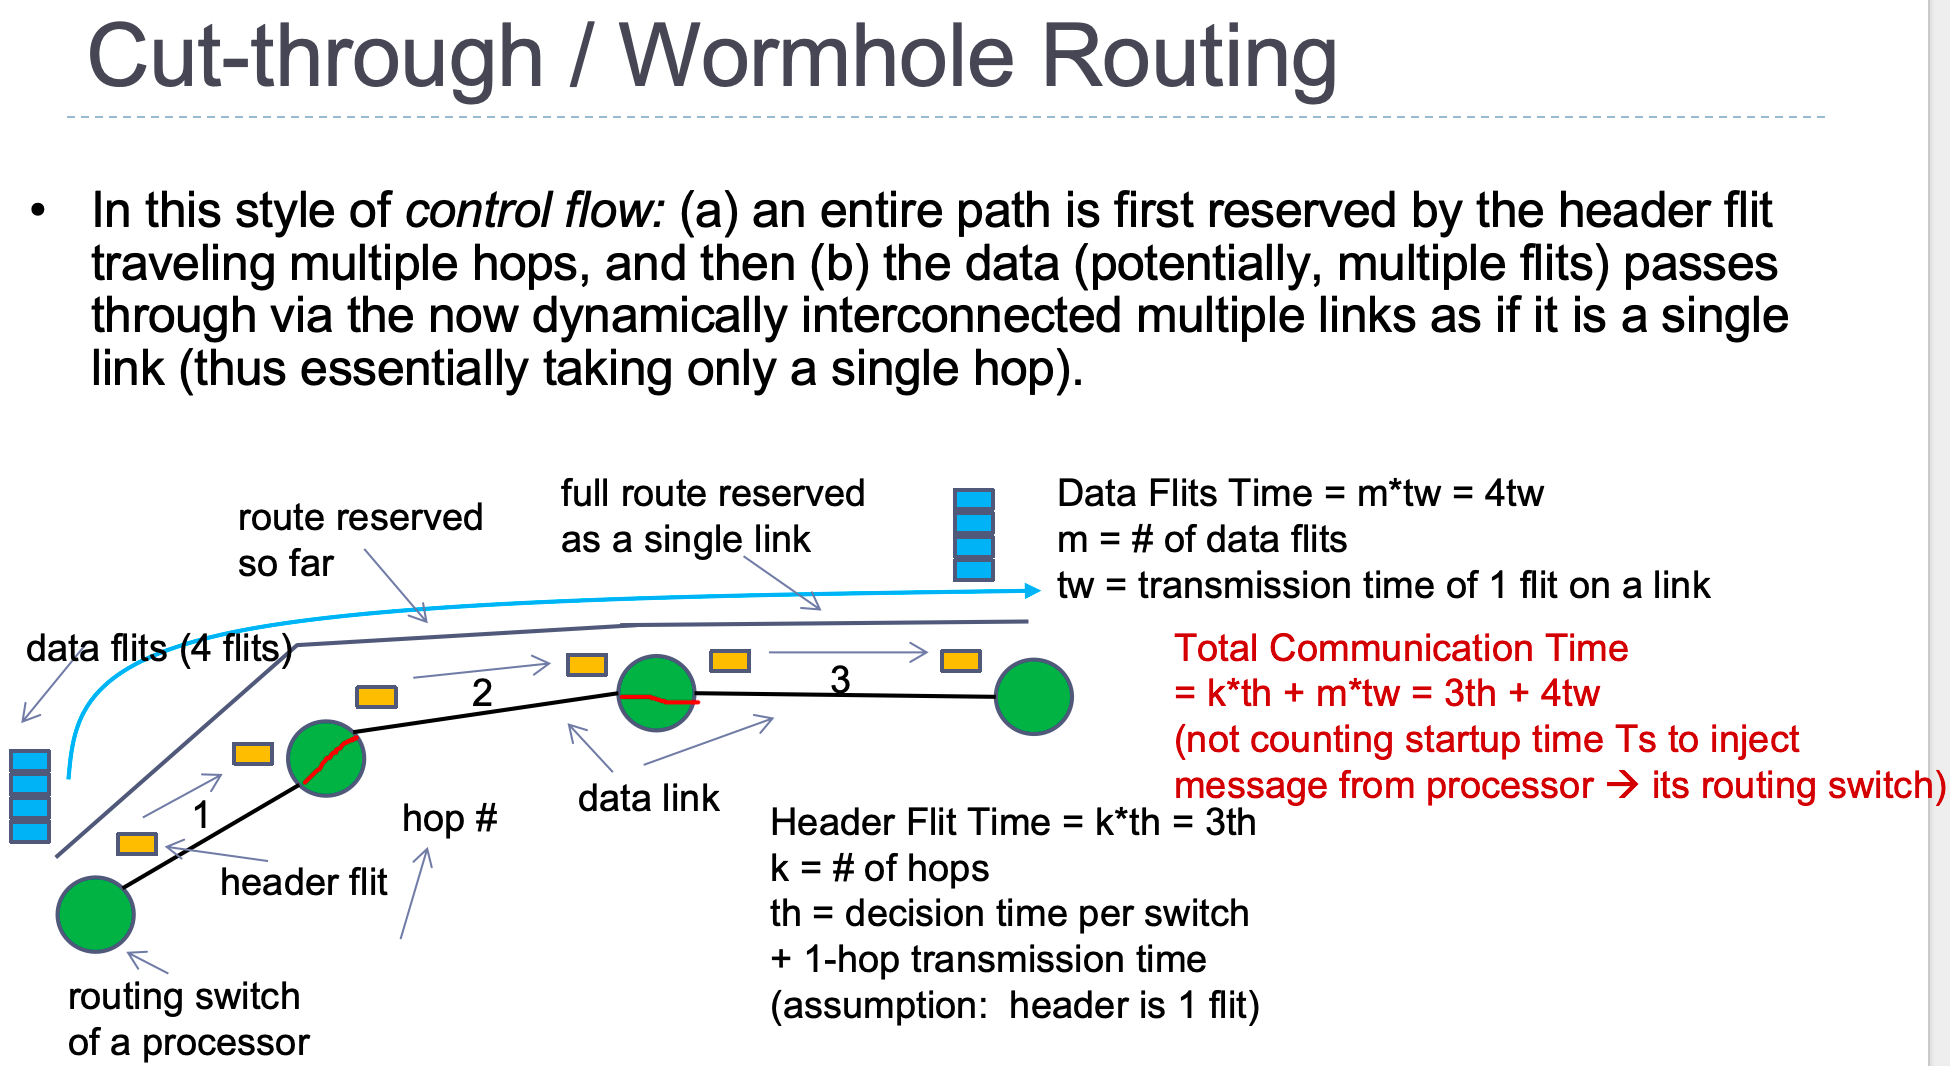 Cut-through / Wormhole Routing
• In this style of control flow: (a) an entire path is first reserved by the header flit
traveling multiple hops, and then (b) the data (potentially, multiple flits) passes
through via the now dynamically interconnected multiple links as if it is a single
link (thus essentially taking only a single hop).
route reserved
so far
full route reserved
as a single link
Data Flits Time = m*tw = 4tw
m = # of data flits
tw = transmission time of 1 flit on a link
data flits (4 flits)
Total Communication Time
= k*th + m*tw = 3th + 4tw
(not counting startup time Ts to inject
message from processor → its routing switch)
1
2
3
hop #
data link
header flit
Header Flit Time = k*th = 3th
k = # of hops
th = decision time per switch
+ 1-hop transmission time
(assumption:  header is 1 flit)
routing switch
of a processor